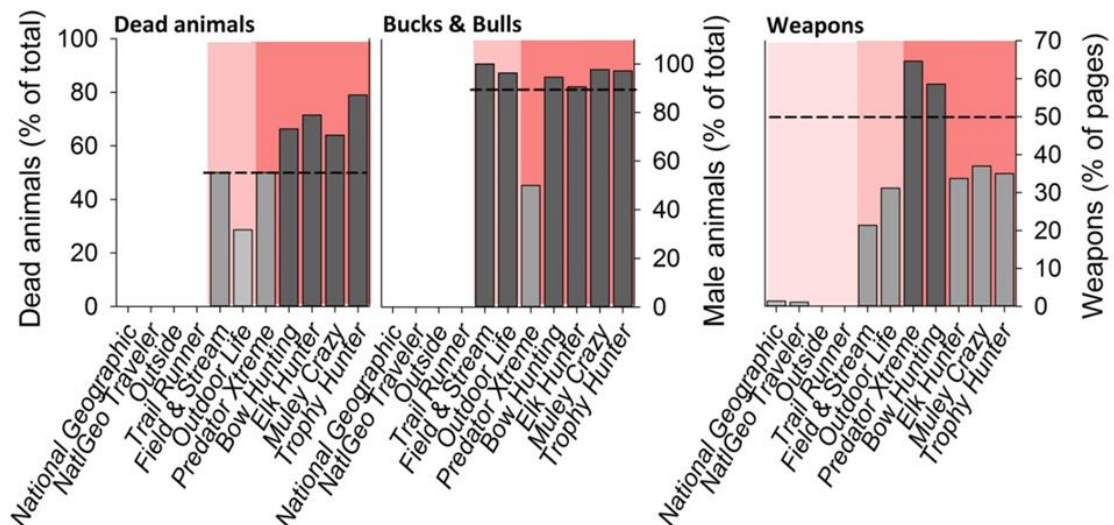 Dead animals
Bucks & Bulls
Weapons
Dead animals (% of total)
100
80
60
40
20
0
National Geographic
NatlGeo Traveler
Outside
Trail Runner
Field & Stream
Outdoor Life
Predator Xtreme
Bow Hunting
Elk Hunter
Muley Crazy
Trophy Hunter
Male animals (% of total)
100
80
60
40
20
0
National Geographic
NatlGeo Traveler
Outside
Trail Runner
Field & Stream
Outdoor Life
Predator Xtreme
Bow Hunting
Elk Hunter
Muley Crazy
Trophy Hunter
Weapons (% of pages)
70
60
50
40
30
20
10
0
National Geographic
NatlGeo Traveler
Outside
Trail Runner
Field & Stream
Outdoor Life
Predator Xtreme
Bow Hunting
Elk Hunter
Muley Crazy
Trophy Hunter